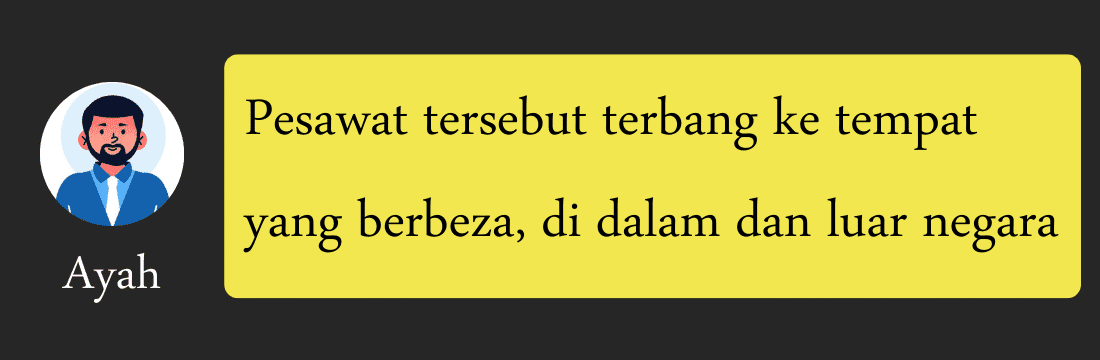 Pesawat tersebut terbang ke tempat
yang berbeza, di dalam dan luar negara
Ayah